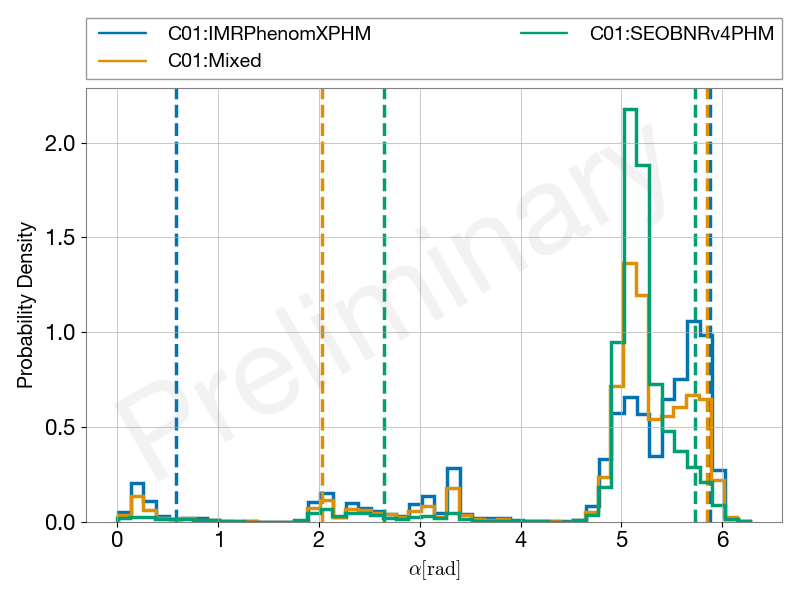 C01:IMRPhenomXPHM
C01:Mixed
C01:SEOBNRv4PHM
Preliminary
Probability Density
2.0
1.5
1.0
0.5
0.0
0 1 2 3 4 5 6
α[rad]